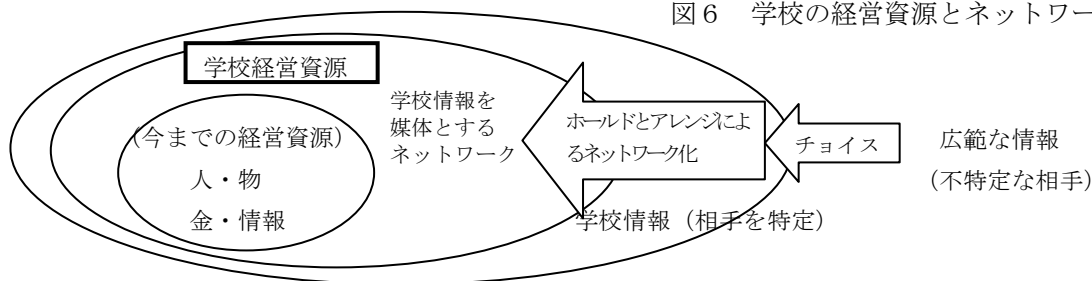 図６　学校の経営資源とネットワー
学校経営資源
(今までの経営資源）
人・物
金・情報
学校情報を
媒体とする
ネットワーク
ホールドとアレンジによ
るネットワーク化
チョイス
広範な情報
（不特定な相手）
学校情報（相手を特定）